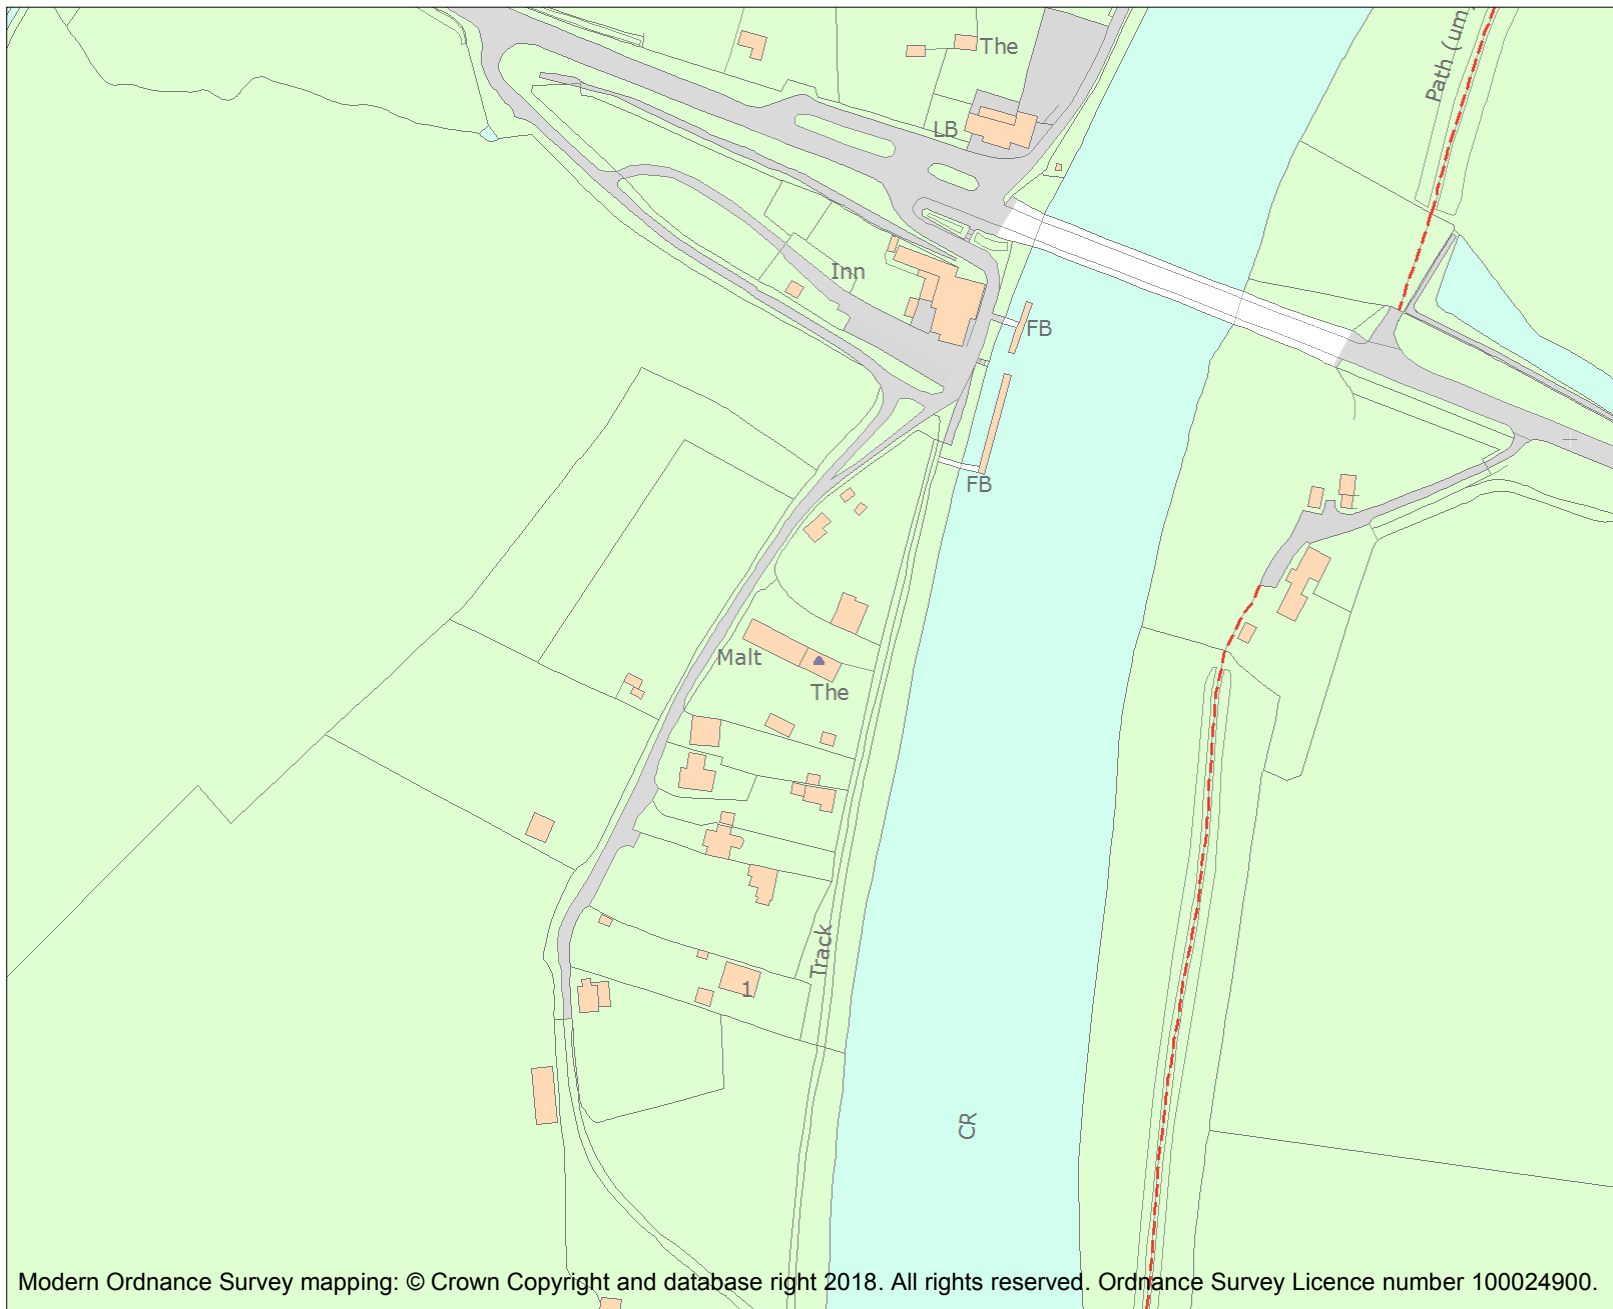 The
Path (um
LB
Inn
FB
FB
Malt
The
Track
1
CR
Modern Ordnance Survey mapping: © Crown Copyright and database right 2018. All rights reserved. Ordnance Survey Licence number 100024900.